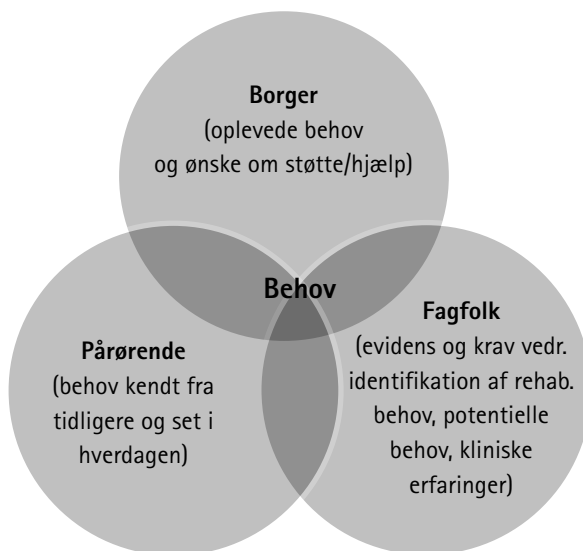 Borger
(oplevede behov
og ønske om støtte/hjælp)
Behov
Pårørende
(behov kendt fra
tidligere og set i
hverdagen)
Fagfolk
(evidens og krav vedr.
identifikation af rehab.
behov, potentielle
behov, kliniske
erfaringer)